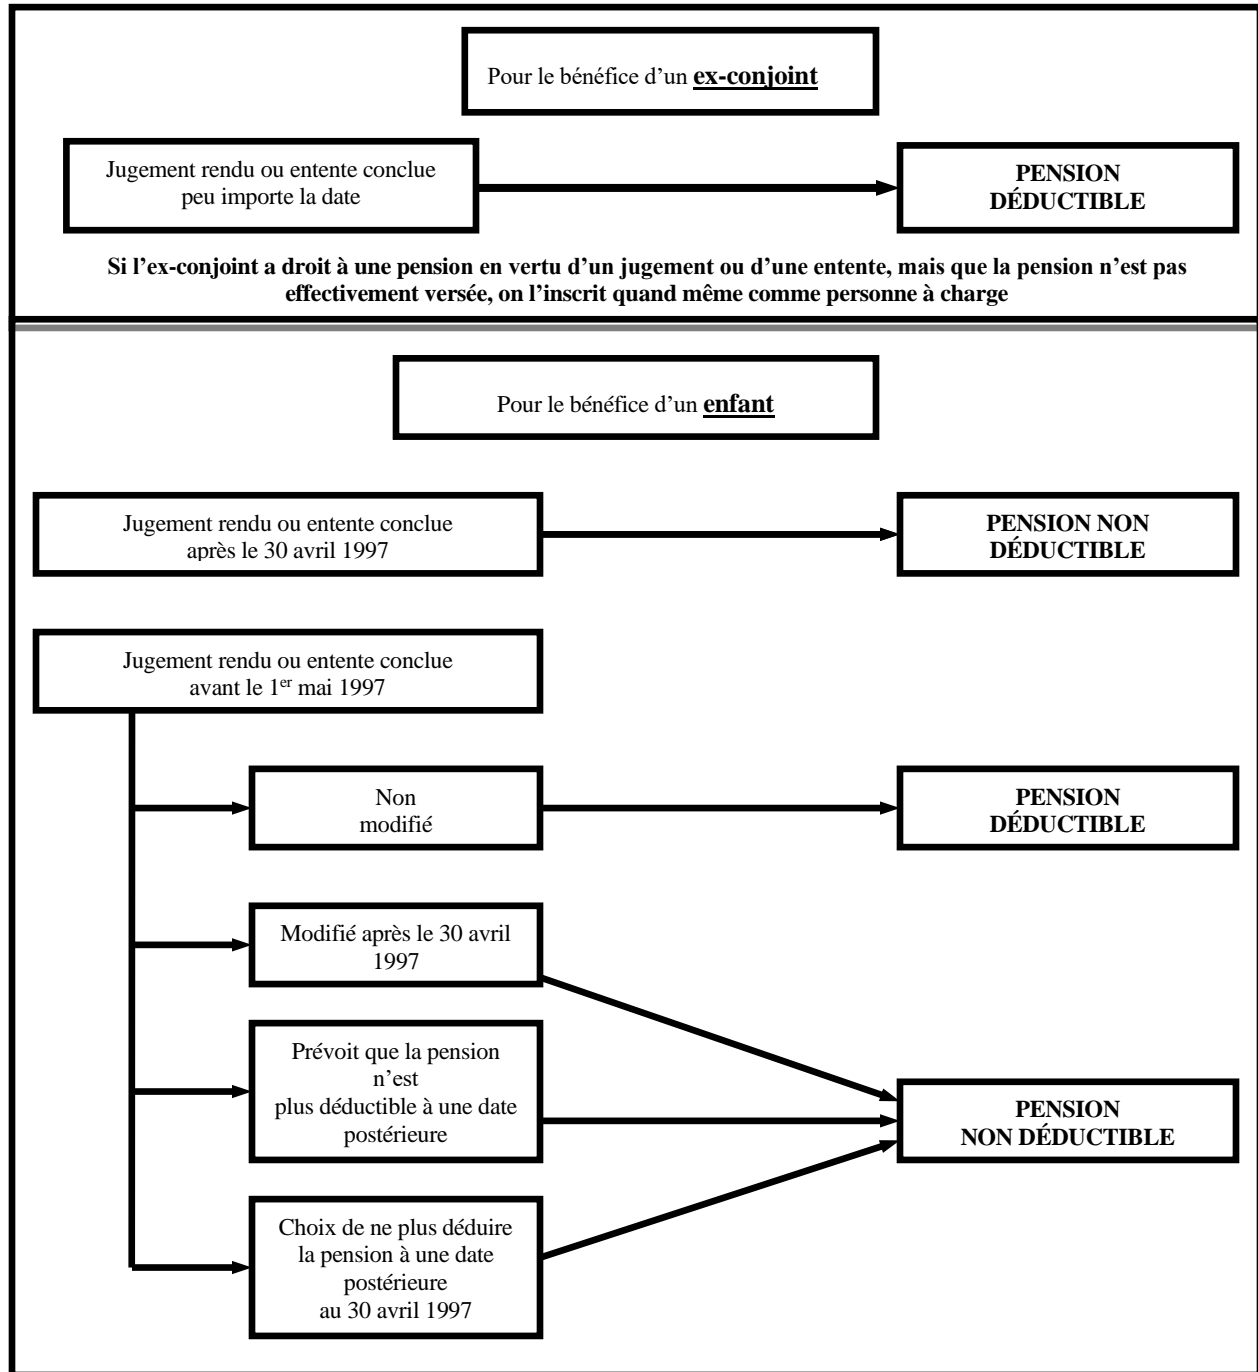 Pour le bénéfice d’un ex-conjoint
Jugement rendu ou entente conclue
peu importe la date
PENSION
DÉDUCTIBLE
Si l’ex-conjoint a droit à une pension en vertu d’un jugement ou d’une entente, mais que la pension n’est pas
effectivement versée, on l’inscrit quand même comme personne à charge
Pour le bénéfice d’un enfant
Jugement rendu ou entente conclue
après le 30 avril 1997
PENSION NON
DÉDUCTIBLE
Jugement rendu ou entente conclue
avant le 1er mai 1997
Non
modifié
PENSION
DÉDUCTIBLE
Modifié après le 30 avril
1997
Prévoit que la pension
n’est
plus déductible à une date
postérieure
PENSION
NON DÉDUCTIBLE
Choix de ne plus déduire
la pension à une date
postérieure
au 30 avril 1997